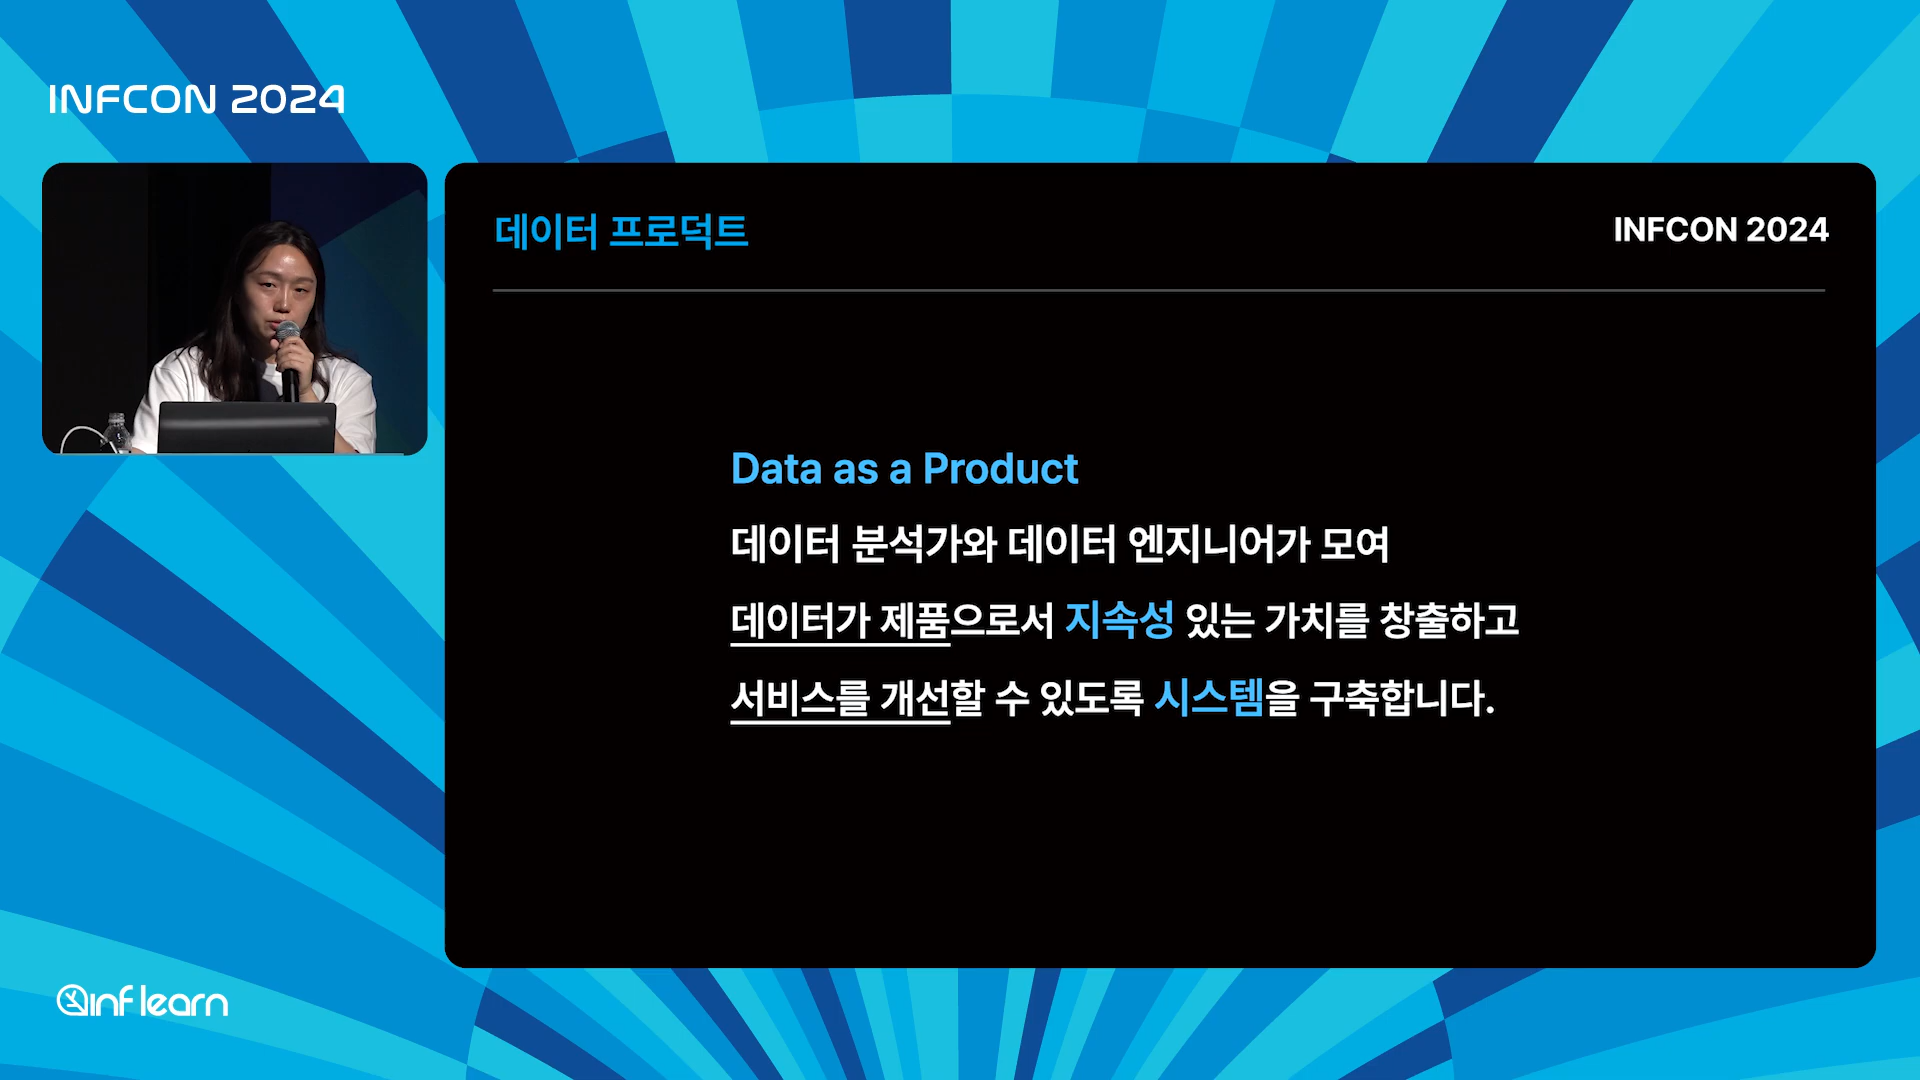 INFCON 2024
데이터 프로덕트
INFCON 2024
Data as a Product
데이터 분석가와 데이터 엔지니어가 모여
데이터가 제품으로서 지속성 있는 가치를 창출하고
서비스를 개선할 수 있도록 시스템을 구축합니다.
inflearn